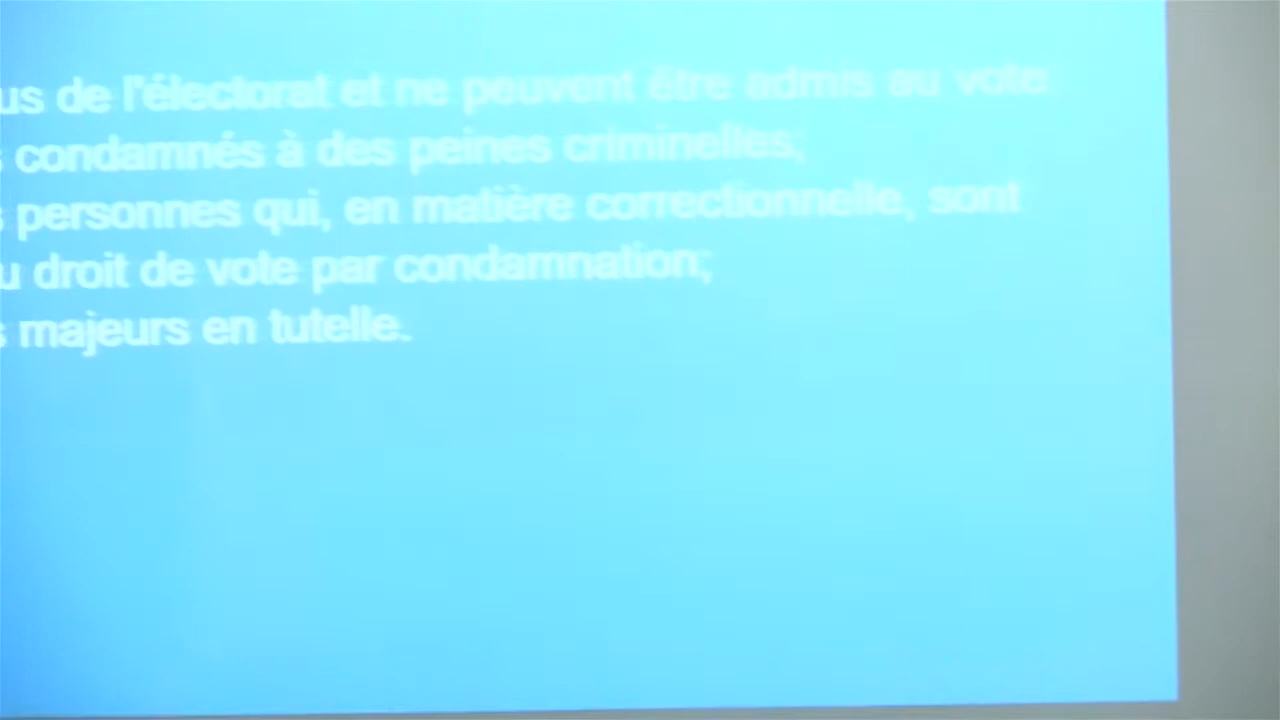 us de l'électorat et ne peuvent être admis au vote:
s condamnés à des peines criminelles;
s personnes qui, en matière correctionnelle, sont
u droit de vote par condamnation;
s majeurs en tutelle.